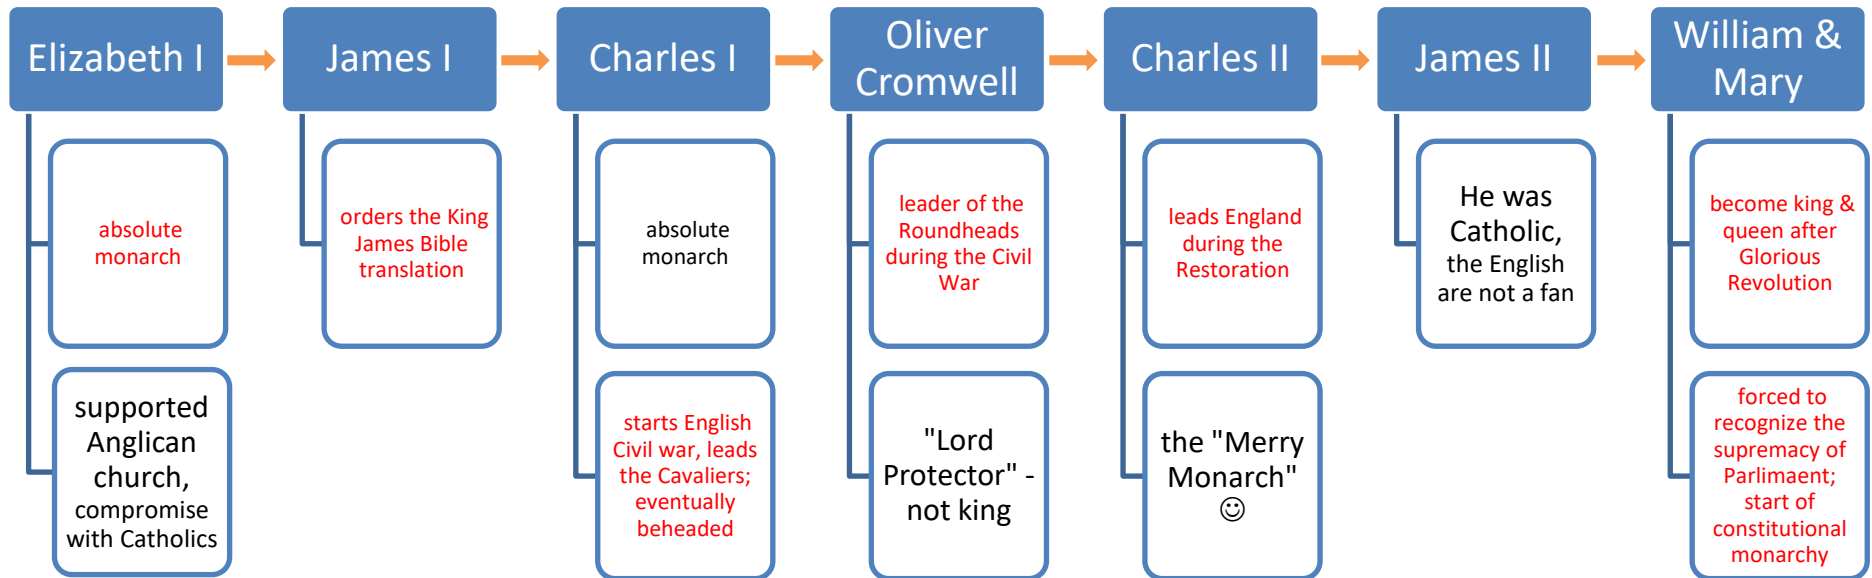 Elizabeth I
absolute
monarch
supported
Anglican
church,
compromise
with Catholics
James I
orders the King
James Bible
translation
Charles I
absolute
monarch
starts English
Civil war, leads
the Cavaliers;
eventually
beheaded
Oliver
Cromwell
leader of the
Roundheads
during the Civil
War
"Lord
Protector" -
not king
Charles II
leads England
during the
Restoration
the "Merry
Monarch"
☺
James II
He was
Catholic,
the English
are not a fan
William &
Mary
become king &
queen after
Glorious
Revolution
forced to
recognize the
supremacy of
Parlimaent;
start of
constitutional
monarchy